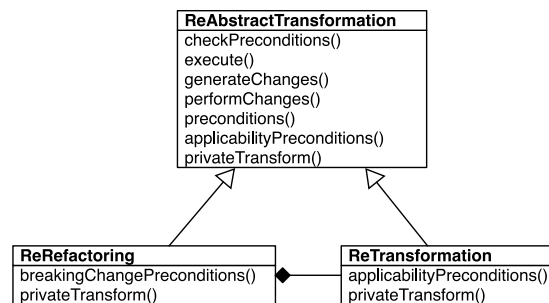 ReAbstractTransformation
checkPreconditions()
execute()
generateChanges()
performChanges()
preconditions()
applicabilityPreconditions()
privateTransform()
ReRefactoring
breakingChangePreconditions()
privateTransform()
ReTransformation
applicabilityPreconditions()
privateTransform()